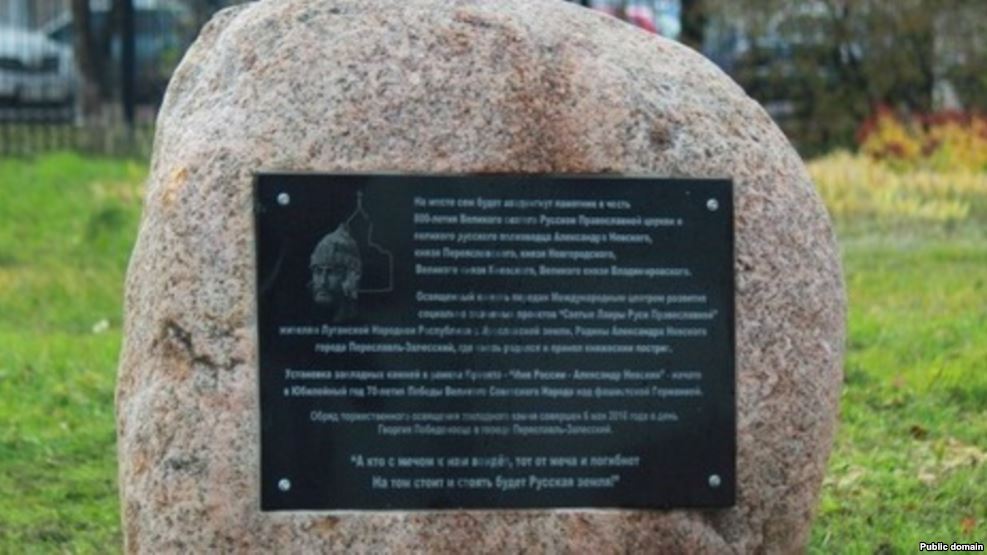 На месте сем будет воздвигнут памятник в честь
800-летия Великого святого Русской Православной церкви и
великого русского полководца Александра Невского,
князя Переяславского, князя Новгородского,
Великого князя Киевского, Великого князя Владимировского.
Освященный камень передан Международным центром развития
социально значимых проектов "Святые Лавры Руси Православной"
жителям Луганской Народной Республики с Переславской земли, Родины Александра Невского
города Переславль-Залесский, где князь родился и принял княжеский постриг.
Установка закладных камней в рамках Проекта - "Имя России - Александр Невский" - начата
в Юбилейный год 70-летия Победы Великого Советского Народа над фашистской Германией.
Обряд торжественного освящения закладного камня совершен 6 мая 2016 года в день
Георгия Победоносца в городе Переславль-Залесский.
"А кто с мечом к нам войдёт, тот от меча и погибнет
На том стоит и стоять будет Русская земля!"
Public domain